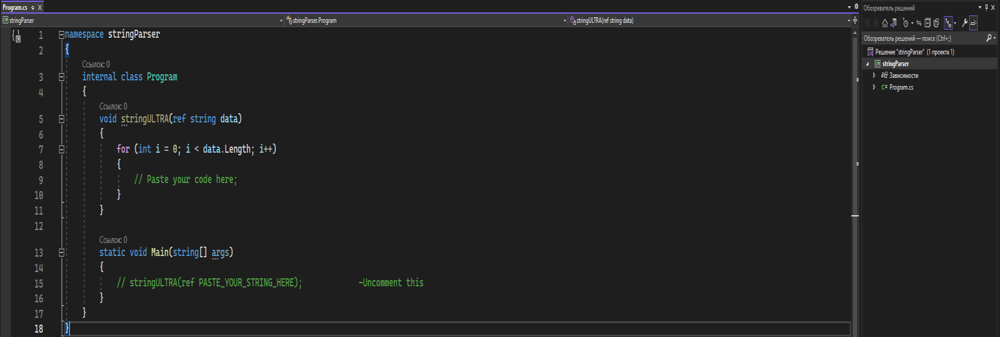 Program.cs
stringParser
stringParser.Program
stringULTRA(ref string data)
1 namespace stringParser
2 {
Ссылок: 0
3 internal class Program
4 {
Ссылок: 0
5 void stringULTRA(ref string data)
6 {
7 for (int i = 0; i < data.Length; i++)
8 {
9 // Paste your code here;
10 }
11 }
12
Ссылок: 0
13 static void Main(string[] args)
14 {
15 // stringULTRA(ref PASTE_YOUR_STRING_HERE); -Uncomment this
16 }
17 }
18 }
Обозреватель решений
Обозреватель решений — поиск (Ctrl+;)
Решение "stringParser" (1 проекта 1)
stringParser
Зависимости
C# Program.cs